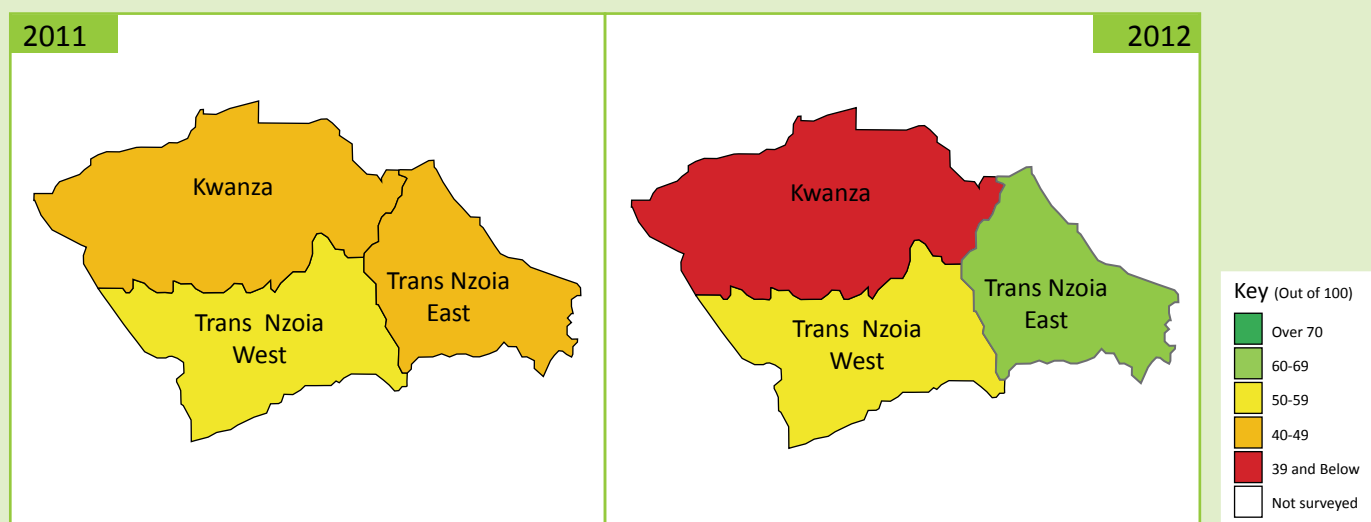 2011
Kwanza
Trans Nzoia
East
Trans Nzoia
West
2012
Kwanza
Trans Nzoia
East
Trans Nzoia
West
Key (Out of 100)
Over 70
60-69
50-59
40-49
39 and Below
Not surveyed